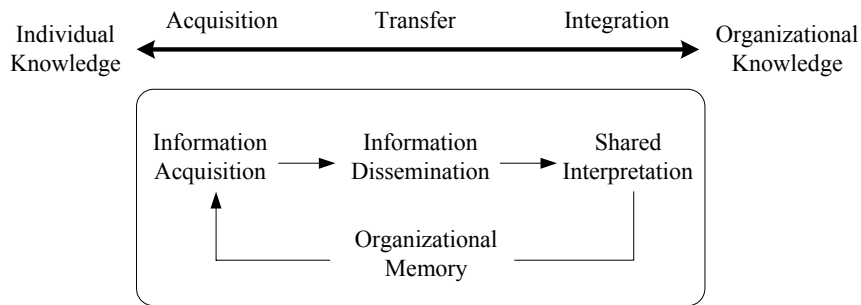 Acquisition Transfer Integration
Individual
Knowledge
Organizational
Knowledge
Information
Acquisition
Information
Dissemination
Shared
Interpretation
Organizational
Memory